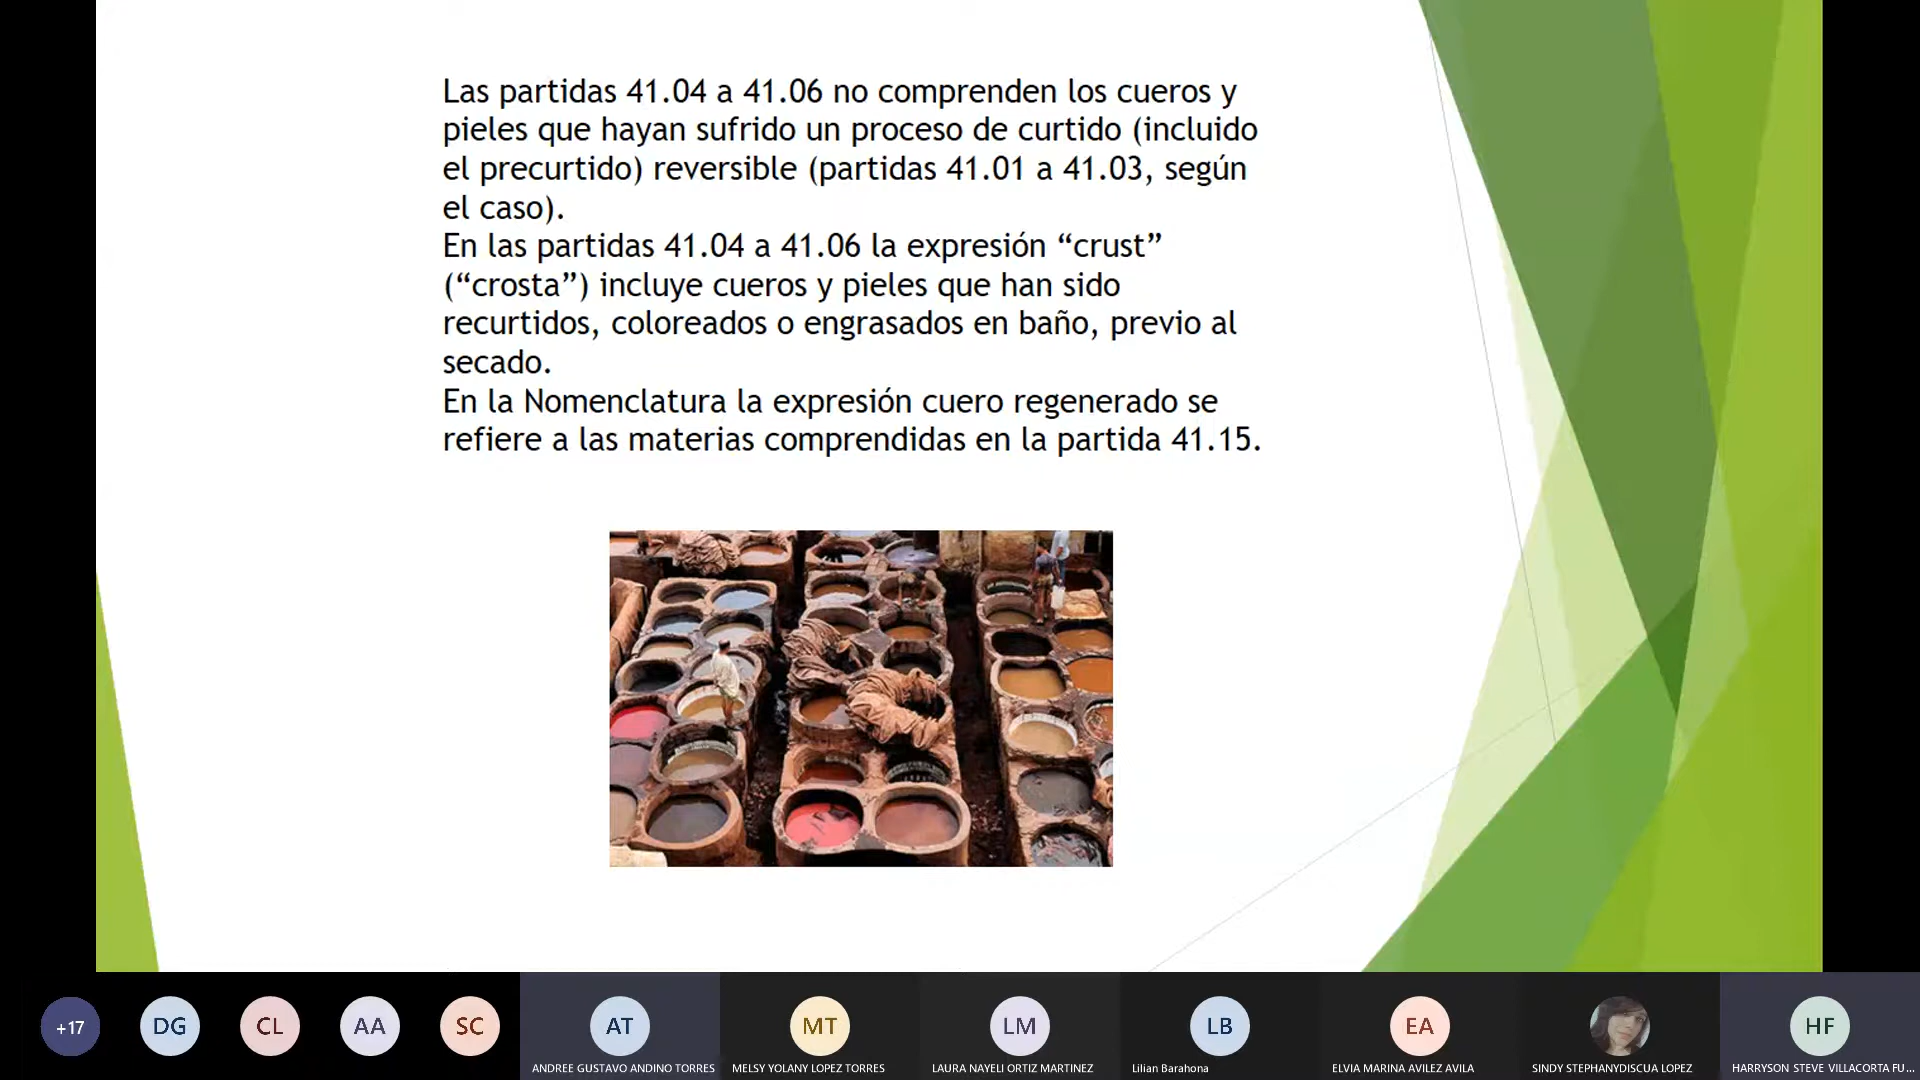 Las partidas 41.04 a 41.06 no comprenden los cueros y
pieles que hayan sufrido un proceso de curtido (incluido
el precurtido) reversible (partidas 41.01 a 41.03, según
el caso).
En las partidas 41.04 a 41.06 la expresión “crust”
(“crosta”) incluye cueros y pieles que han sido
recurtidos, coloreados o engrasados en baño, previo al
secado.
En la Nomenclatura la expresión cuero regenerado se
refiere a las materias comprendidas en la partida 41.15.
+17
DG
CL
AA
SC
AT
MT
LM
LB
EA
HF
ANDREE GUSTAVO ANDINO TORRES
MELSY YOLANY LOPEZ TORRES
LAURA NAYELI ORTIZ MARTINEZ
Lilian Barahona
ELVIA MARINA AVILEZ AVILA
SINDY STEPHANYDISCUA LOPEZ
HARRYSON STEVE VILLACORTA FU...